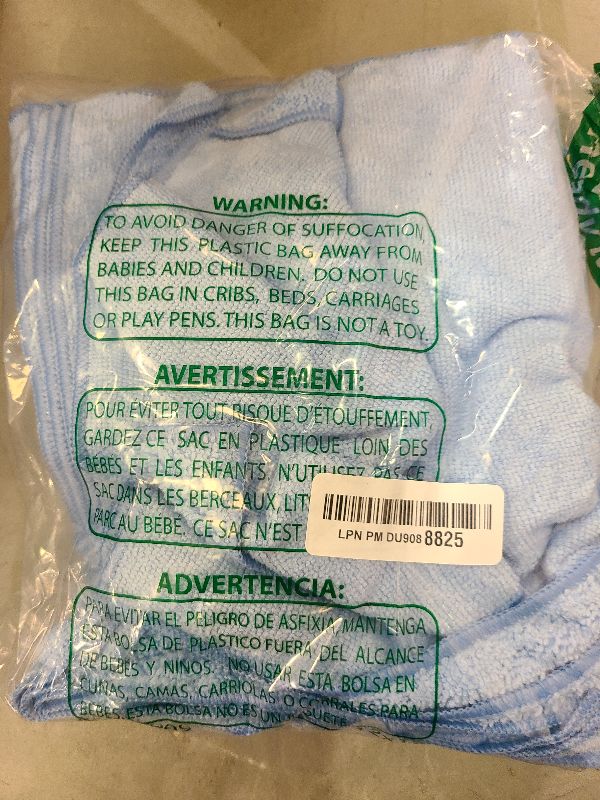 WARNING:
TO AVOID DANGER OF SUFFOCATION,
KEEP THIS PLASTIC BAG AWAY FROM
BABIES AND CHILDREN. DO NOT USE
THIS BAG IN CRIBS, BEDS, CARRIAGES
OR PLAY PENS. THIS BAG IS NOT A TOY.
AVERTISSEMENT:
POUR ÉVITER TOUT RISQUE D'ÉTOUFFEMENT,
GARDEZ CE SAC EN PLASTIQUE LOIN DES
BÉBÉS ET LES ENFANTS. N'UTILISEZ PAS CE
SAC DANS LES BERCEAUX,
PARC AU BÉBÉ. CE SAC N'EST
LPN PM DU908 8825
ADVERTENCIA:
PARA EVITAR EL PELIGRO DE ASFIXIA, MANTENGA
ESTA BOLSA DE PLASTICO FUERA DEL ALCANCE
DE BEBES Y NINOS. NO USAR ESTA BOLSA EN
CUNAS, CAMAS, CARRIOLAS O CORRALES PARA
BEBES. ESTA BOLSA NO ES UN JUGUETE